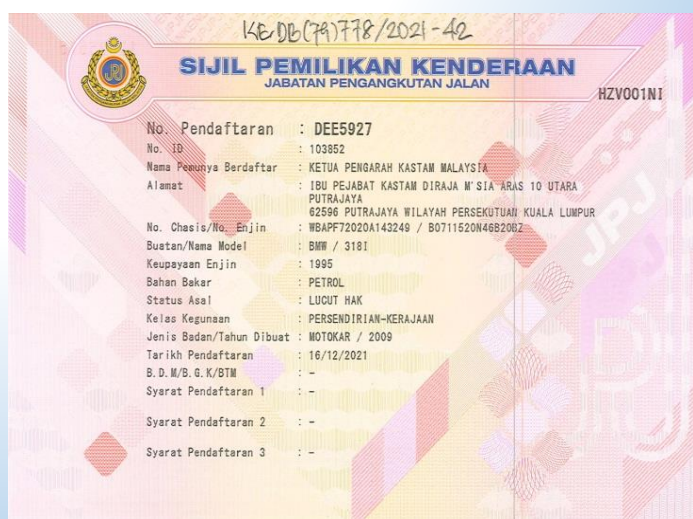 KE.DB(79)778/2021-42
SIJIL PEMILIKAN KENDERAAN
JABATAN PENGANGKUTAN JALAN
HZV001NI
No. Pendaftaran : DEE5927
No. ID : 103852
Nama Pemunya Berdaftar : KETUA PENGARAH KASTAM MALAYSIA
Alamat : IBU PEJABAT KASTAM DIRAJA M'SIA ARAS 10 UTARA
PUTRAJAYA
62596 PUTRAJAYA WILAYAH PERSEKUTUAN KUALA LUMPUR
No. Chasis/No. Enjin : WBAPF72020A143249 / B0711520N46B20BZ
Buatan/Nama Model : BMW / 318I
Keupayaan Enjin : 1995
Bahan Bakar : PETROL
Status Asal : LUCUT HAK
Kelas Kegunaan : PERSENDIRIAN-KERAJAAN
Jenis Badan/Tahun Dibuat : MOTOKAR / 2009
Tarikh Pendaftaran : 16/12/2021
B.D.M/B.G.K/BTM : -
Syarat Pendaftaran 1 : -
Syarat Pendaftaran 2 : -
Syarat Pendaftaran 3 : -
JPJ